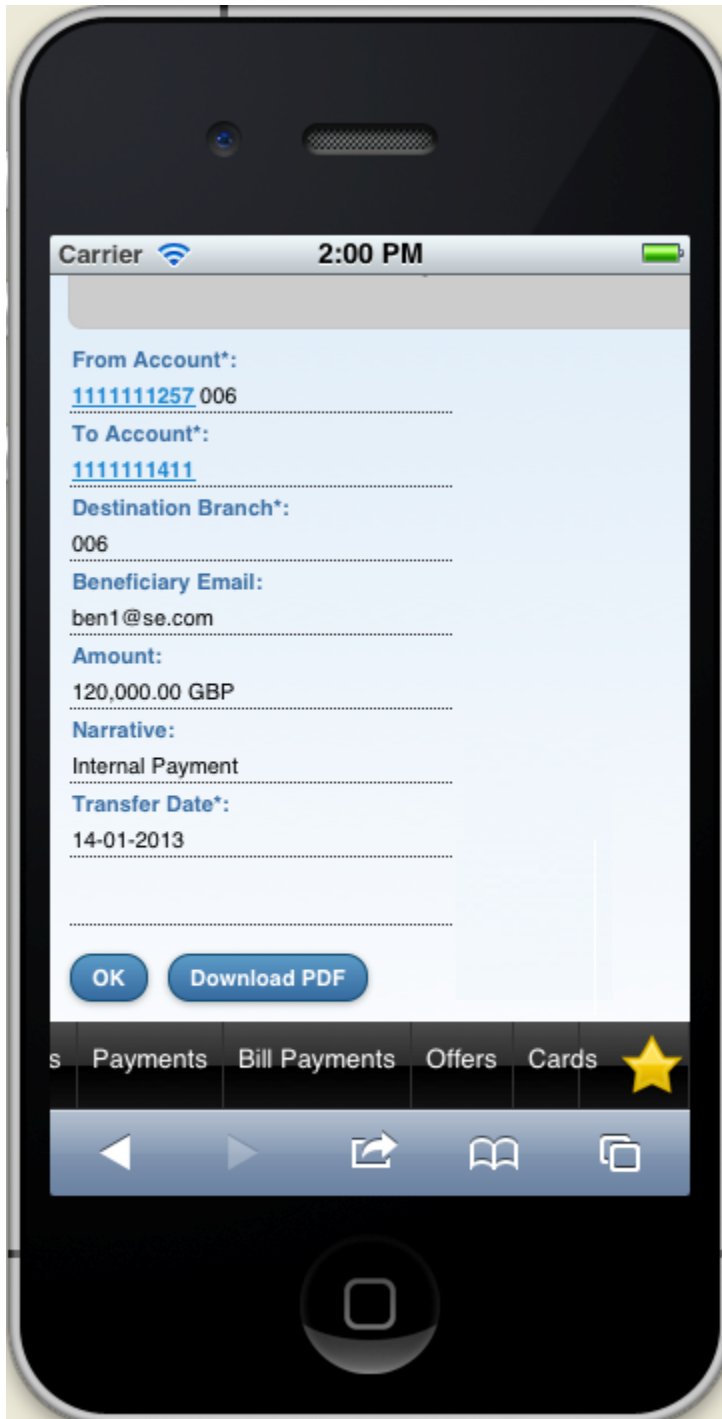 Carrier 2:00 PM
From Account*:
1111111257 006
To Account*:
1111111411
Destination Branch*:
006
Beneficiary Email:
ben1@se.com
Amount:
120,000.00 GBP
Narrative:
Internal Payment
Transfer Date*:
14-01-2013
OK Download PDF
s Payments Bill Payments Offers Cards